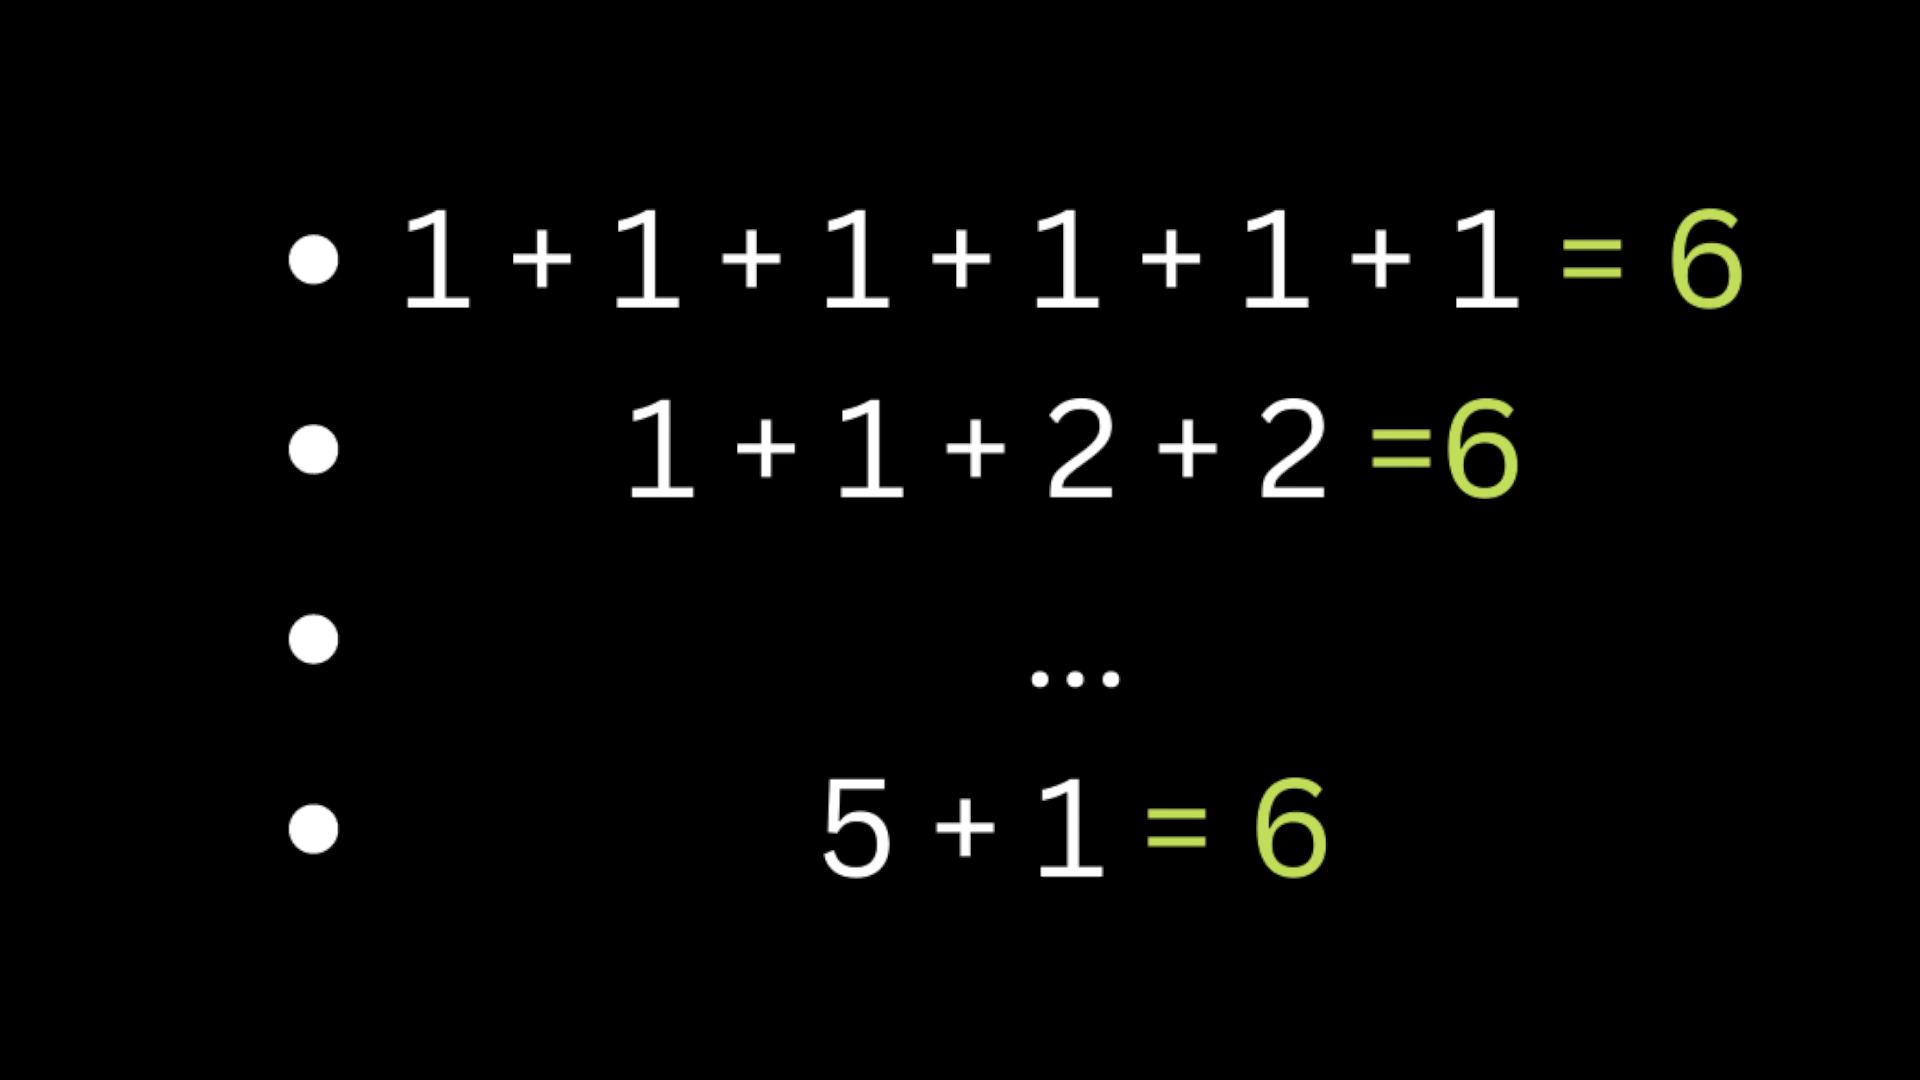 • 1 + 1 + 1 + 1 + 1 + 1 = 6
• 1 + 1 + 2 + 2 =6
• ...
• 5 + 1 = 6